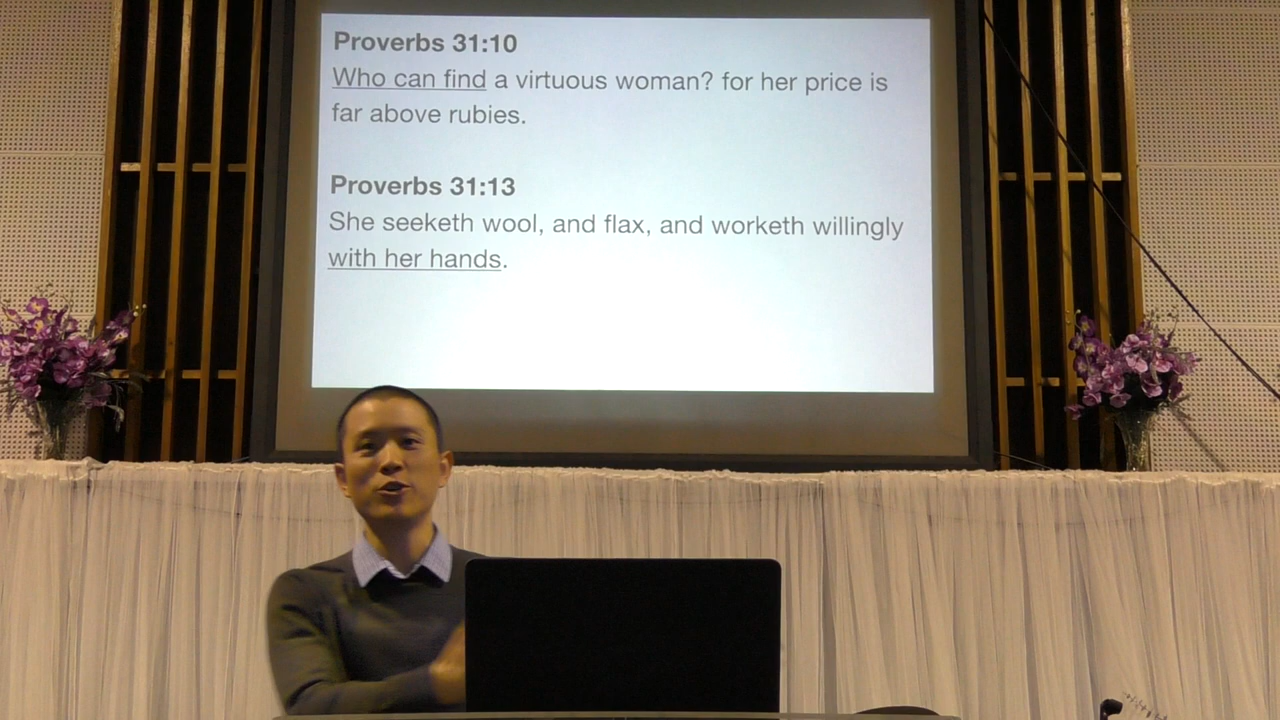 Proverbs 31:10
Who can find a virtuous woman? for her price is
far above rubies.
Proverbs 31:13
She seeketh wool, and flax, and worketh willingly
with her hands.